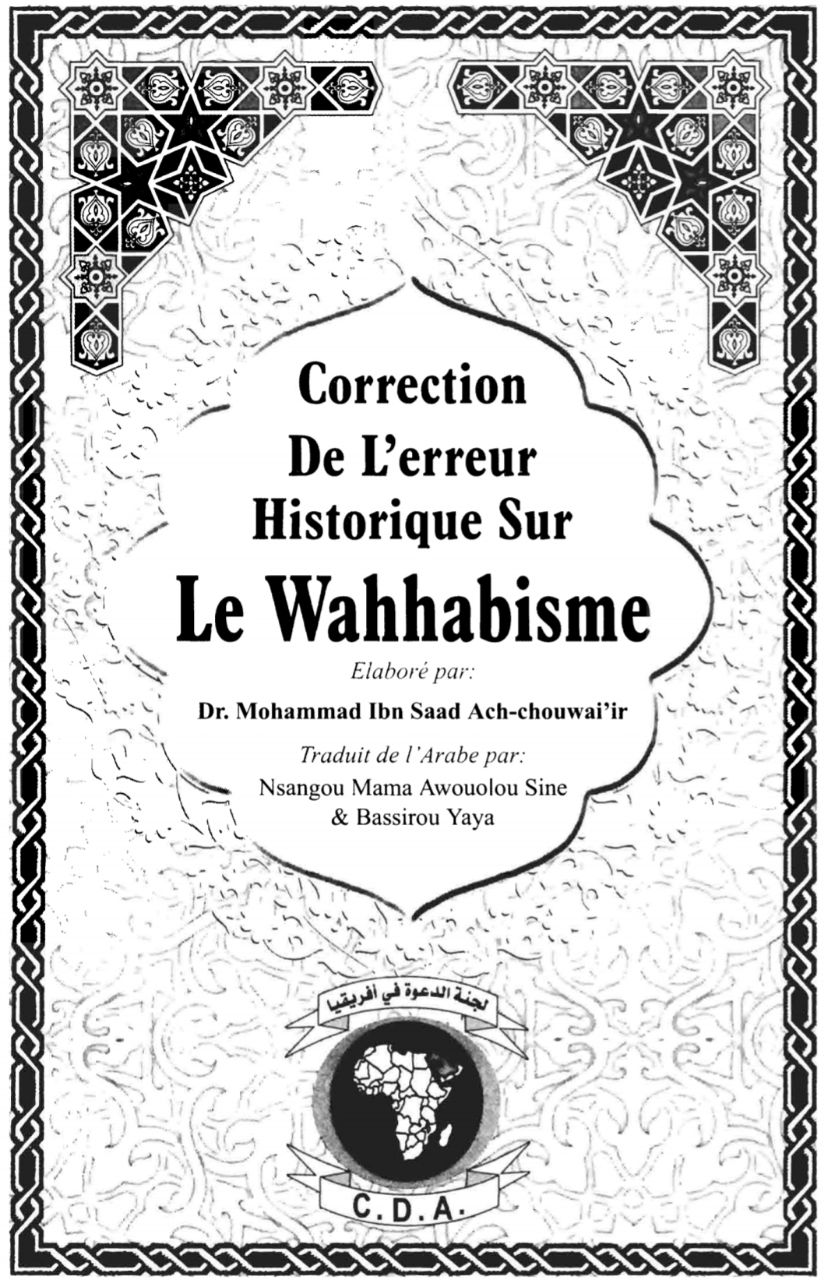 Correction
De L’erreur
Historique Sur
Le Wahhabisme
Elaboré par:
Dr. Mohammad Ibn Saad Ach-chouwai’ir
Traduit de l’Arabe par:
Nsangou Mama Awouolou Sine
& Bassirou Yaya
لجنة الدعوة في أفريقيا
C.D.A.